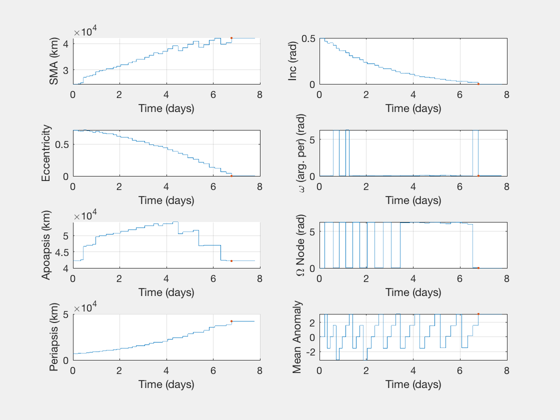 ×10⁴
SMA (km)
4
3
0 2 4 6 8
Time (days)
Inc (rad)
0.5
0
0 2 4 6 8
Time (days)
Eccentricity
0.5
0
0 2 4 6 8
Time (days)
ω (arg. per) (rad)
5
0
0 2 4 6 8
Time (days)
×10⁴
Apoapsis (km)
5
4.5
4
0 2 4 6 8
Time (days)
Ω Node (rad)
5
0
0 2 4 6 8
Time (days)
×10⁴
Periapsis (km)
5
0
0 2 4 6 8
Time (days)
Mean Anomaly
2
0
-2
0 2 4 6 8
Time (days)